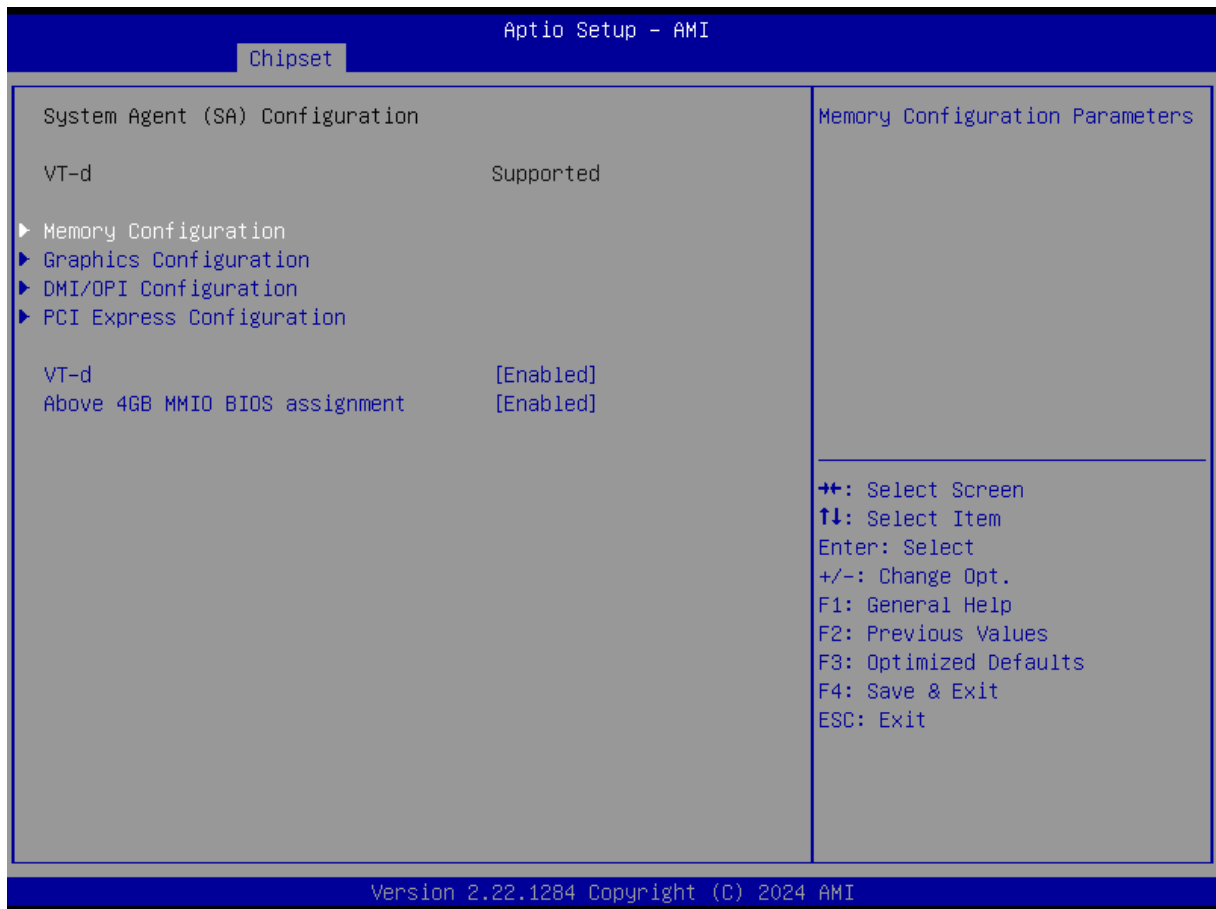 Aptio Setup – AMI
Chipset
System Agent (SA) Configuration
VT-d Supported
Memory Configuration
Graphics Configuration
DMI/OPI Configuration
PCI Express Configuration
VT-d [Enabled]
Above 4GB MMIO BIOS assignment [Enabled]
Memory Configuration Parameters
→←: Select Screen
↑↓: Select Item
Enter: Select
+/-: Change Opt.
F1: General Help
F2: Previous Values
F3: Optimized Defaults
F4: Save & Exit
ESC: Exit
Version 2.22.1284 Copyright (C) 2024 AMI